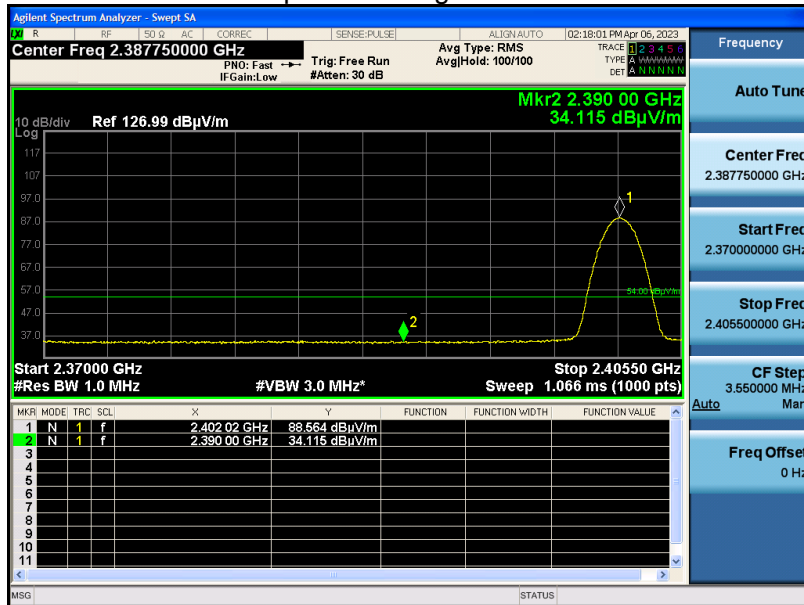 Agilent Spectrum Analyzer - Swept SA
R RF 50 Ω AC CORREC SENSE:PULSE ALIGN AUTO 02:18:01 PM Apr 06, 2023
Center Freq 2.387750000 GHz
PNO: Fast Trig: Free Run
IFGain:Low #Atten: 30 dB
Avg Type: RMS
Avg|Hold: 100/100
TRACE 1 2 3 4 5 6
TYPE A WWWWW
DET A N N N N N
Mkr2 2.390 00 GHz
34.115 dBµV/m
10 dB/div Ref 126.99 dBµV/m
Log
117
107
97.0
87.0
77.0
67.0
57.0
47.0
37.0
1
54.00 dBµV/m
2
Start 2.37000 GHz Stop 2.40550 GHz
#Res BW 1.0 MHz #VBW 3.0 MHz* Sweep 1.066 ms (1000 pts)
MKR MODE TRC SCL X Y FUNCTION FUNCTION WIDTH FUNCTION VALUE
1 N 1 f 2.402 02 GHz 88.564 dBµV/m
2 N 1 f 2.390 00 GHz 34.115 dBµV/m
3
4
5
6
7
8
9
10
11
MSG STATUS
Frequency
Auto Tune
Center Freq
2.387750000 GHz
Start Freq
2.370000000 GHz
Stop Freq
2.405500000 GHz
CF Step
3.550000 MHz
Auto Man
Freq Offset
0 Hz